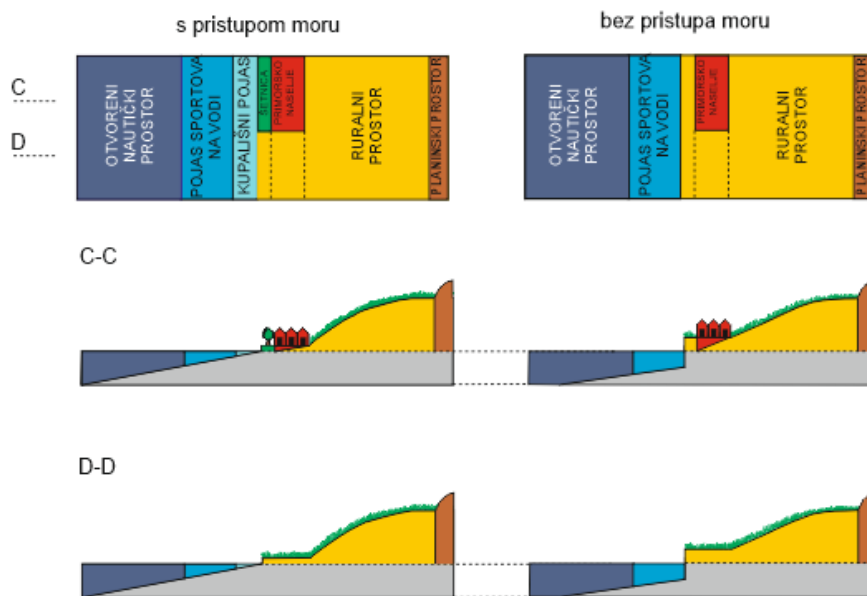 s pristupom moru
bez pristupa moru
C
D
OTVORENI
NAUTIČKI
PROSTOR
POJAS SPORTOVA
NA VODI
KUPALIŠNI POJAS
ŠETNICA
PRIMORSKO
NASELJE
RURALNI
PROSTOR
PLANINSKI PROSTOR
OTVORENI
NAUTIČKI
PROSTOR
POJAS SPORTOVA
NA VODI
PRIMORSKO
NASELJE
RURALNI
PROSTOR
PLANINSKI PROSTOR
C-C
D-D